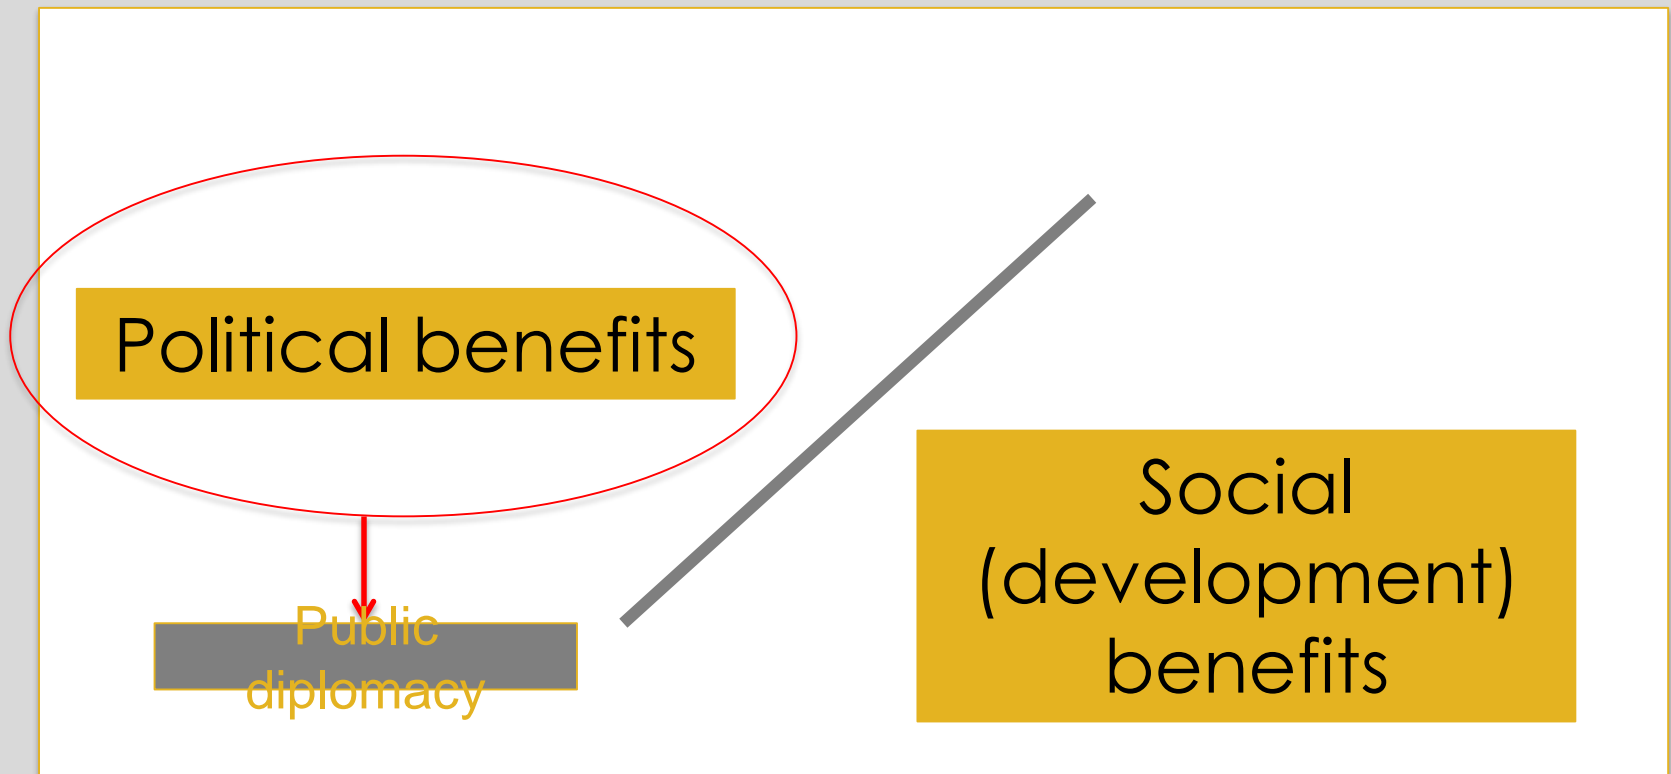 Political benefits
Public
diplomacy
Social
(development)
benefits